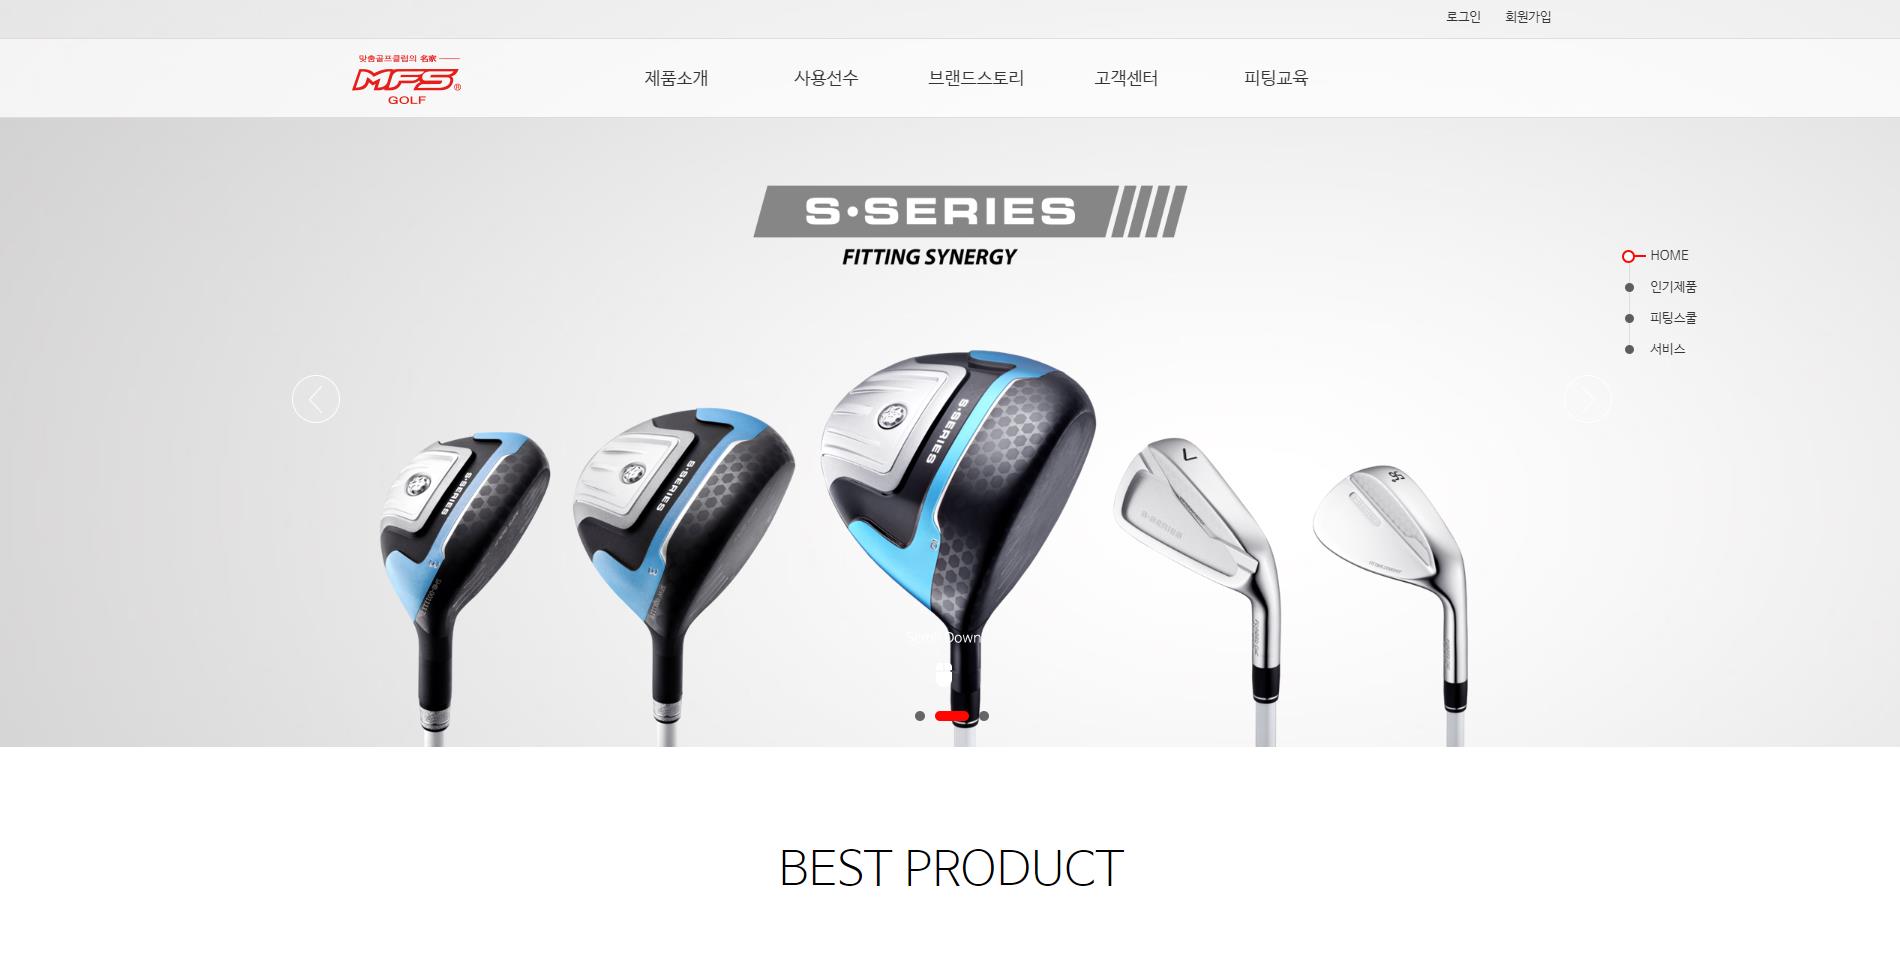 로그인 회원가입
맞춤골프클럽의 名家
MFS®
GOLF
제품소개 사용선수 브랜드스토리 고객센터 피팅교육
S·SERIES
FITTING SYNERGY
HOME
인기제품
피팅스쿨
서비스
S·SERIES
S·SERIES
S·SERIES
7
S·SERIES
Scroll Down
BEST PRODUCT